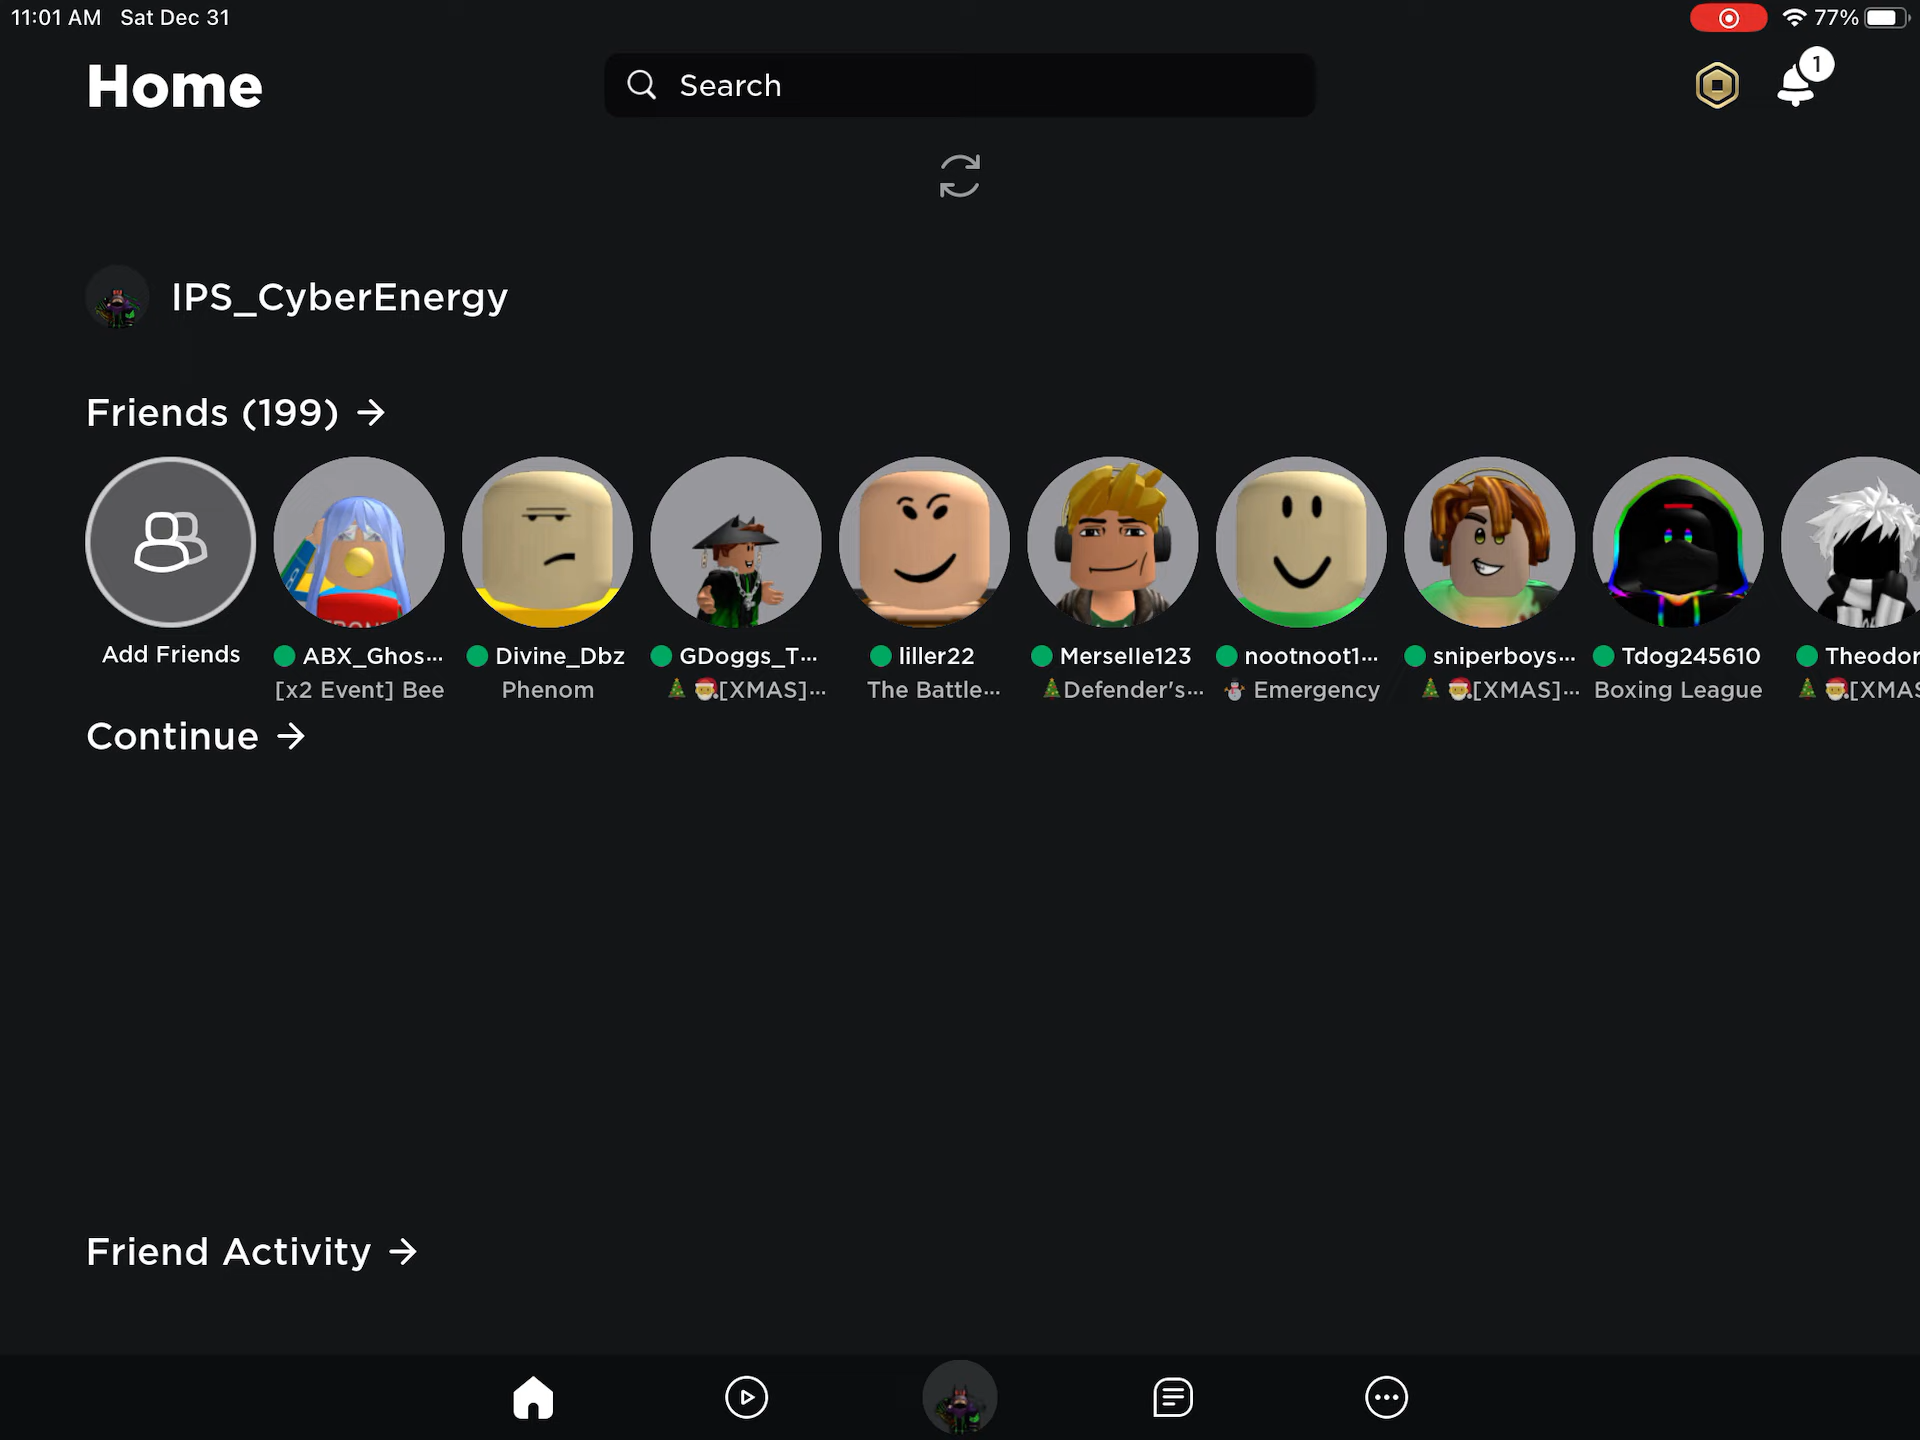 11:01 AM Sat Dec 31
77%
Home
Search
1
IPS_CyberEnergy
Friends (199) →
Add Friends
ABX_Ghos...
Divine_Dbz
GDoggs_T...
liller22
Merselle123
nootnoot1...
sniperboys...
Tdog245610
Theodor
[x2 Event] Bee
Phenom
🎄🎅[XMAS]...
The Battle...
🎄Defender's...
⛄ Emergency
🎄🎅[XMAS]...
Boxing League
🎄🎅[XMAS
Continue →
Friend Activity →